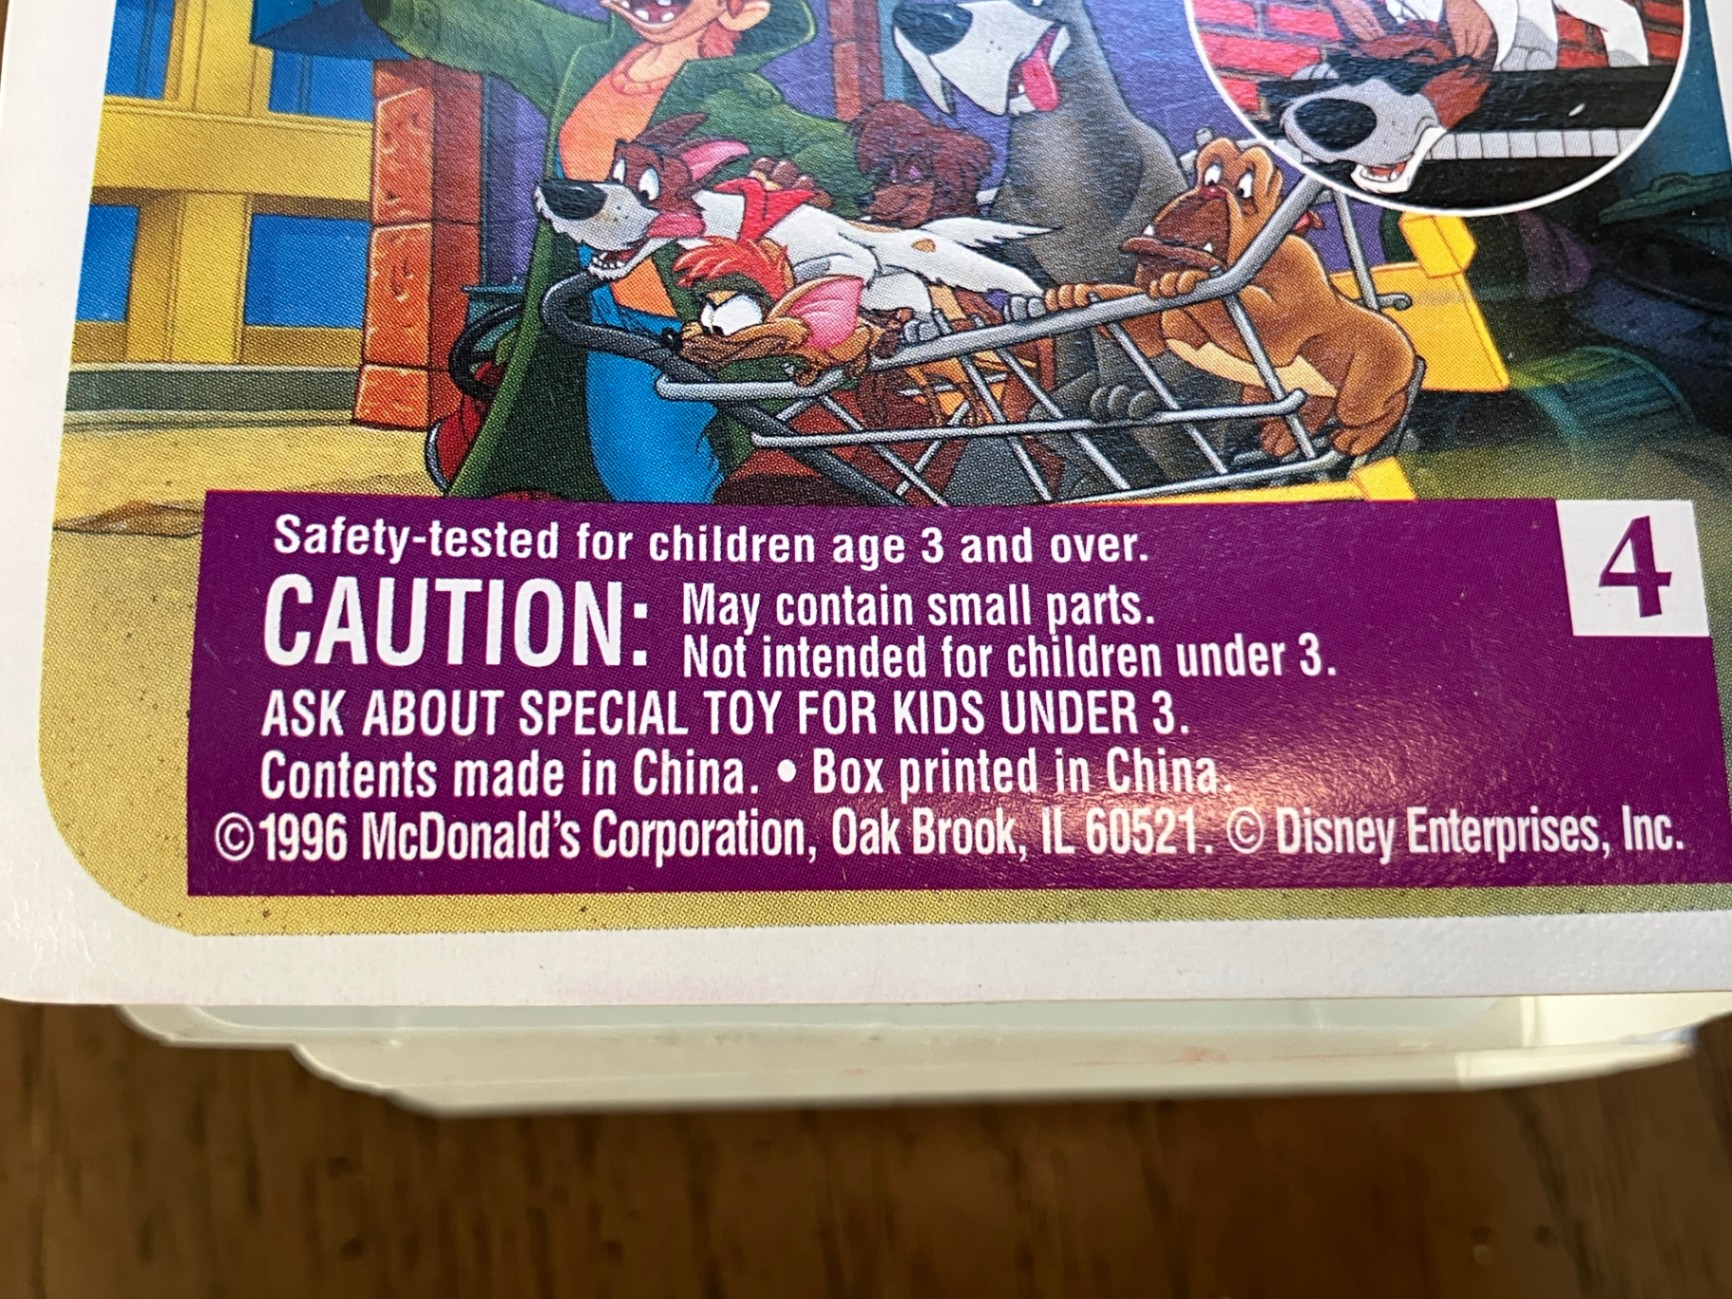 Safety-tested for children age 3 and over.
4
CAUTION: May contain small parts.
Not intended for children under 3.
ASK ABOUT SPECIAL TOY FOR KIDS UNDER 3.
Contents made in China. • Box printed in China.
©1996 McDonald's Corporation, Oak Brook, IL 60521. © Disney Enterprises, Inc.